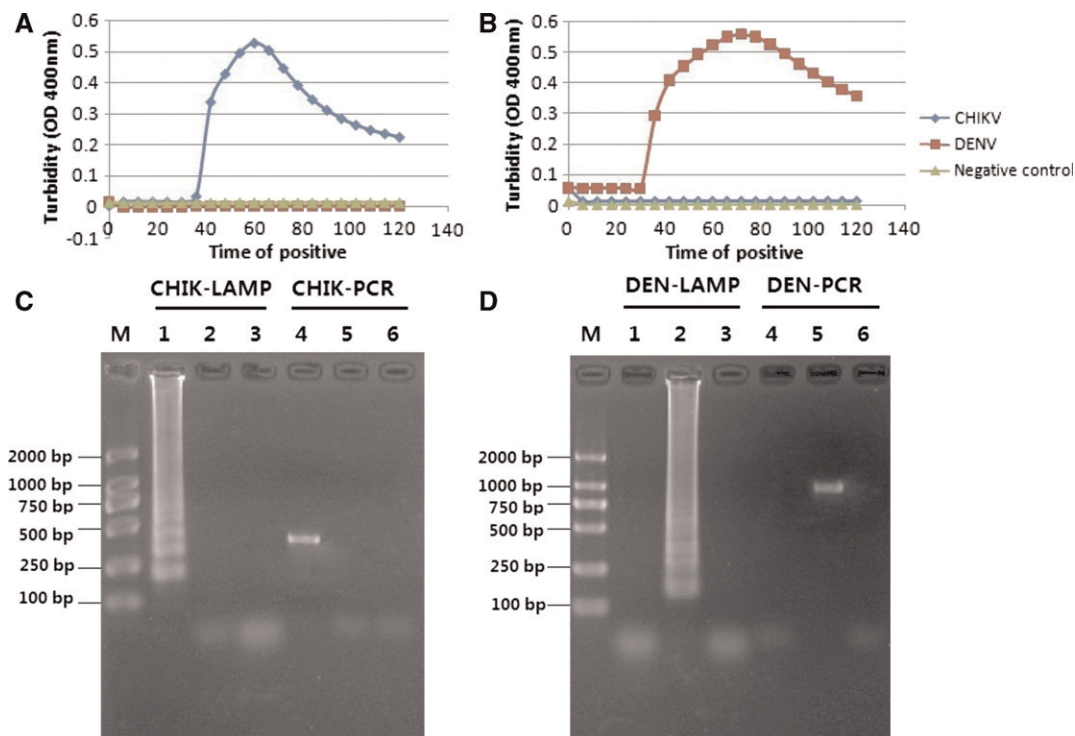 A
0.6
0.5
0.4
0.3
0.2
0.1
0
-0.1
0 20 40 60 80 100 120 140
Turbidity (OD 400nm)
Time of positive
B
0.6
0.5
0.4
0.3
0.2
0.1
0
0 20 40 60 80 100 120 140
Turbidity (OD 400nm)
Time of positive
CHIKV
DENV
Negative control
C
CHIK-LAMP CHIK-PCR
M 1 2 3 4 5 6
2000 bp
1000 bp
750 bp
500 bp
250 bp
100 bp
D
DEN-LAMP DEN-PCR
M 1 2 3 4 5 6
2000 bp
1000 bp
750 bp
500 bp
250 bp
100 bp